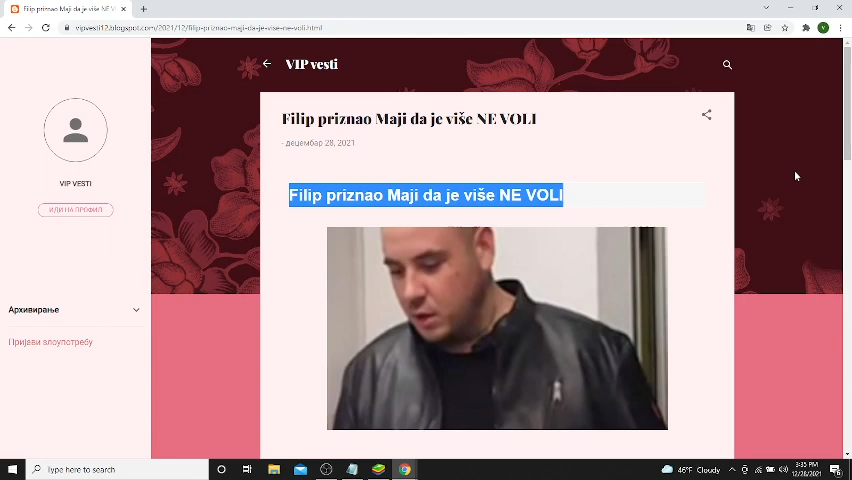 Filip priznao Maji da je više NE V
vipvesti12.blogspot.com/2021/12/filip-priznao-maji-da-je-vise-ne-voli.html
V
VIP vesti
Filip priznao Maji da je više NE VOLI
- децембар 28, 2021
VIP VESTI
ИДИ НА ПРОФИЛ
Filip priznao Maji da je više NE VOLI
Архивирање
Пријави злоупотребу
Type here to search
46°F Cloudy
3:35 PM
12/28/2021